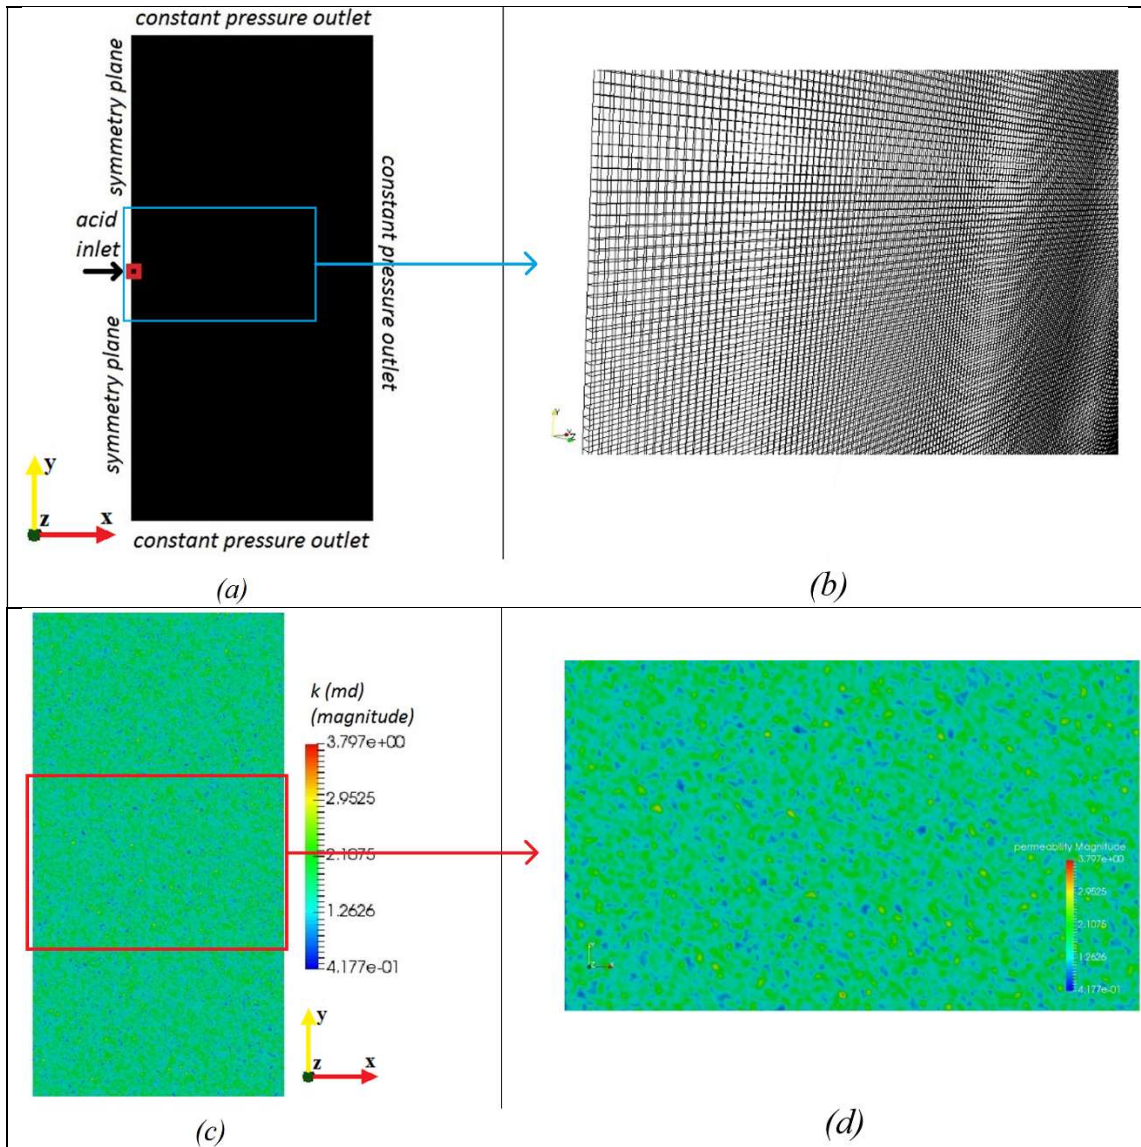 constant pressure outlet
symmetry plane
acid
inlet
symmetry plane
constant pressure outlet
y
z
x
constant pressure outlet
(a)
Y
X
Z
(b)
k (md)
(magnitude)
3.797e+00
2.9525
2.1075
1.2626
4.177e-01
y
z
x
(c)
permeability Magnitude
3.797e+00
2.9525
2.1075
1.2626
4.177e-01
(d)